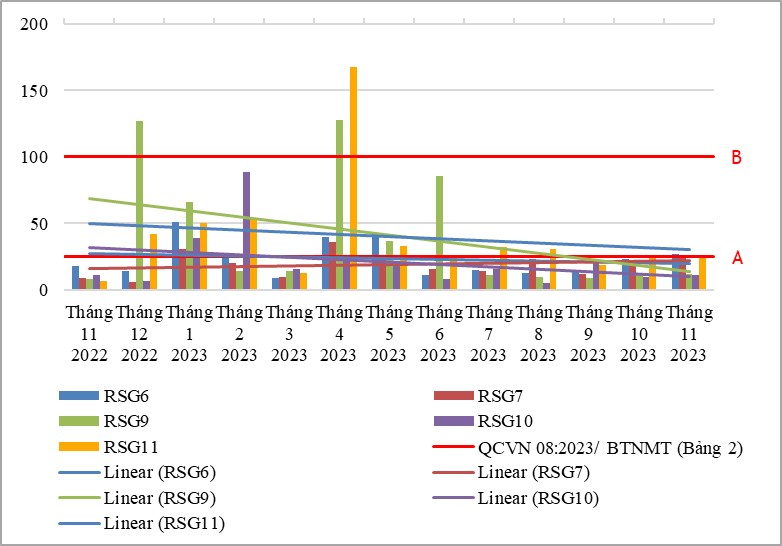 200
150
100
50
0
B
A
Tháng 11 2022
Tháng 12 2022
Tháng 1 2023
Tháng 2 2023
Tháng 3 2023
Tháng 4 2023
Tháng 5 2023
Tháng 6 2023
Tháng 7 2023
Tháng 8 2023
Tháng 9 2023
Tháng 10 2023
Tháng 11 2023
RSG6
RSG7
RSG9
RSG10
RSG11
QCVN 08:2023/ BTNMT (Bảng 2)
Linear (RSG6)
Linear (RSG7)
Linear (RSG9)
Linear (RSG10)
Linear (RSG11)